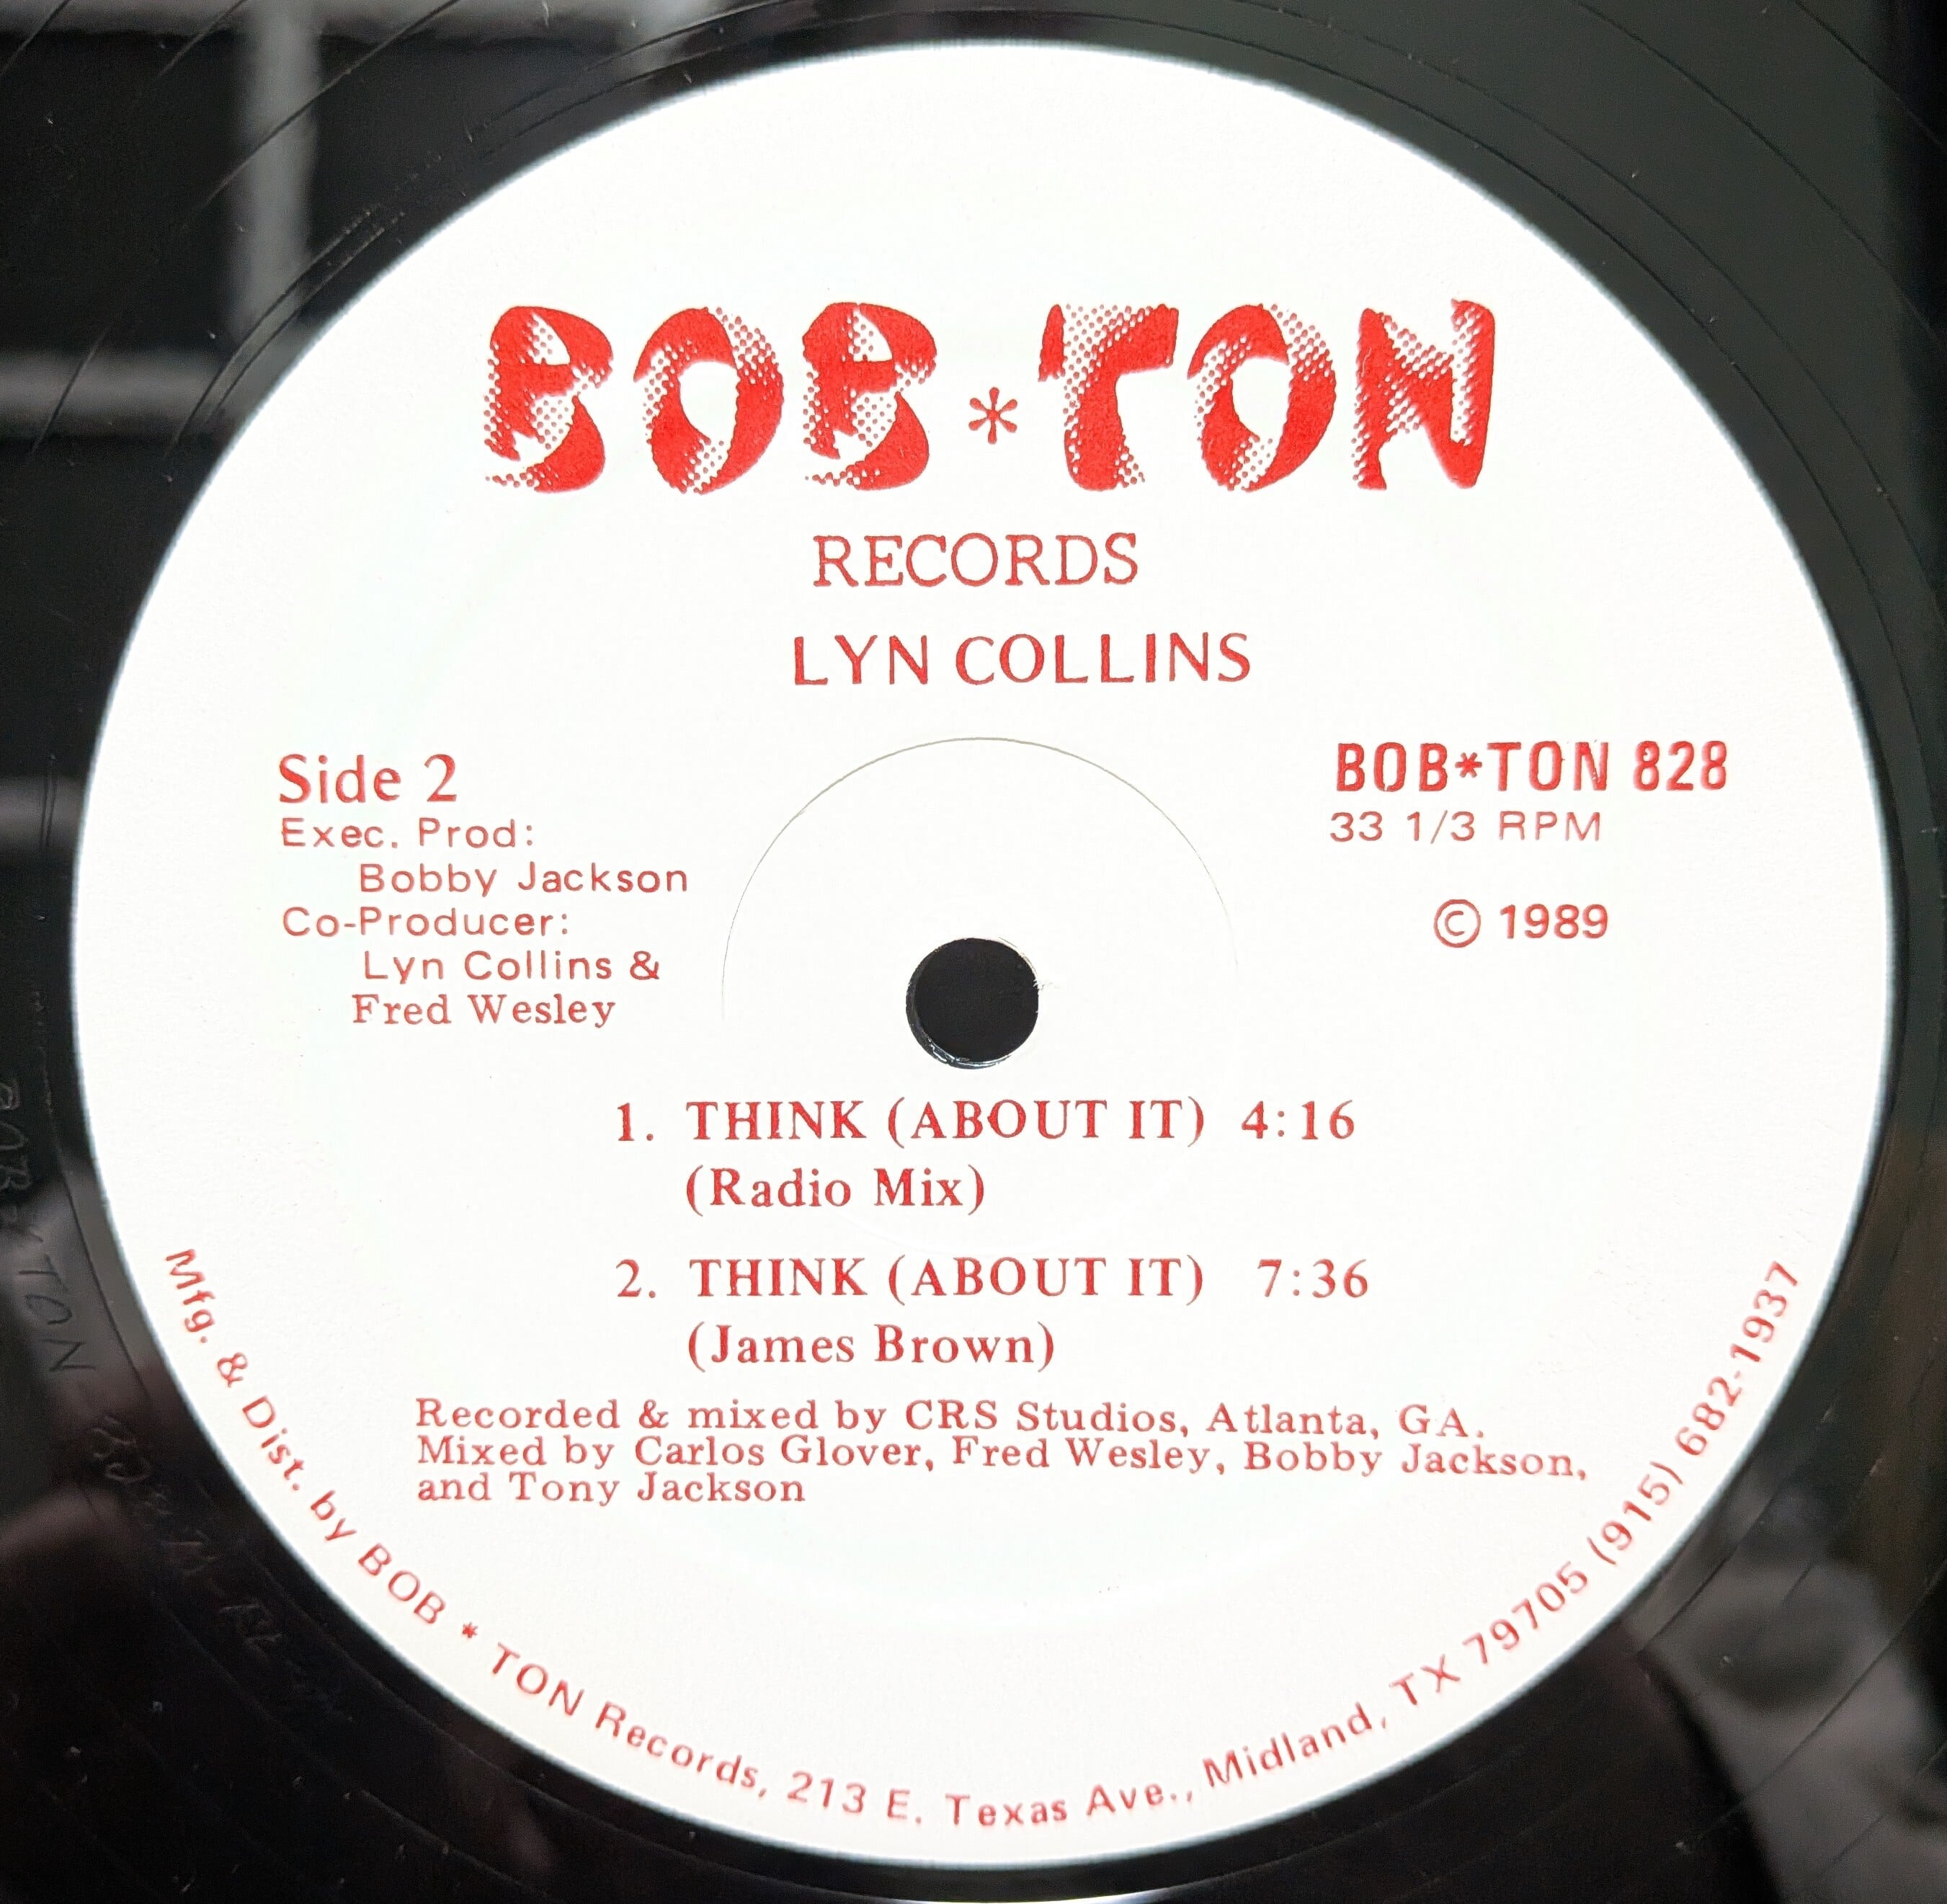 BOB*TON
RECORDS
LYN COLLINS
Side 2
Exec. Prod:
Bobby Jackson
Co-Producer:
Lyn Collins &
Fred Wesley
BOB*TON 828
33 1/3 RPM
© 1989
1. THINK (ABOUT IT) 4:16
(Radio Mix)
2. THINK (ABOUT IT) 7:36
(James Brown)
Recorded & mixed by CRS Studios, Atlanta, GA.
Mixed by Carlos Glover, Fred Wesley, Bobby Jackson,
and Tony Jackson
Mfg. & Dist. by BOB * TON Records, 213 E. Texas Ave., Midland, TX 79705 (915) 682-1937
BOB*TON